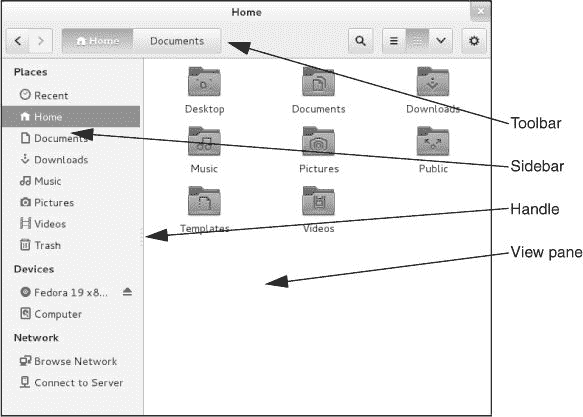 Home
Home Documents
Places
Recent
Home
Documents
Downloads
Music
Pictures
Videos
Trash
Devices
Fedora 19 x8...
Computer
Network
Browse Network
Connect to Server
Desktop Documents Downloads
Music Pictures Public
Templates Videos
Toolbar
Sidebar
Handle
View pane